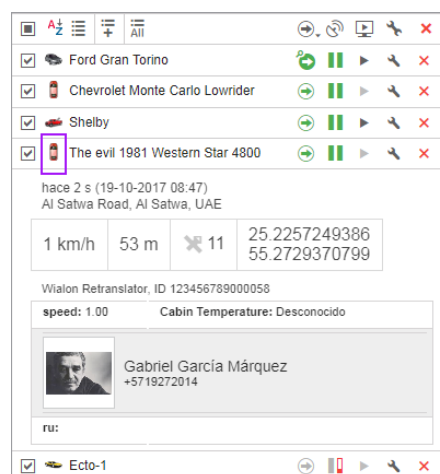 All
Ford Gran Torino
Chevrolet Monte Carlo Lowrider
Shelby
The evil 1981 Western Star 4800
hace 2 s (19-10-2017 08:47)
Al Satwa Road, Al Satwa, UAE
1 km/h 53 m 11 25.2257249386
55.2729370799
Wialon Retranslator, ID 123456789000058
speed: 1.00 Cabin Temperature: Desconocido
Gabriel García Márquez
+5719272014
ru:
Ecto-1